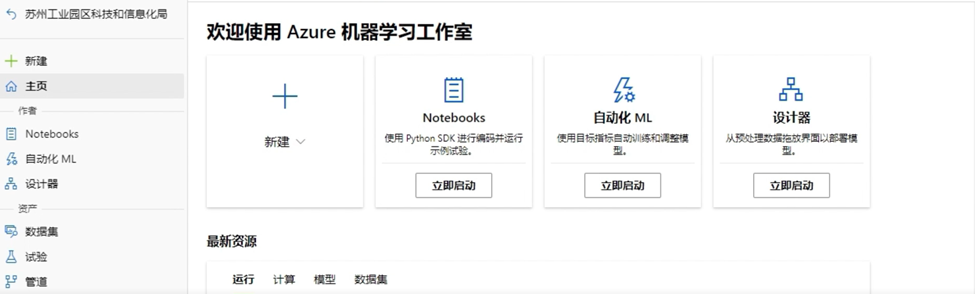 苏州工业园区科技和信息化局
新建
主页
作者
Notebooks
自动化 ML
设计器
资产
数据集
试验
管道
欢迎使用 Azure 机器学习工作室
新建
Notebooks
使用 Python SDK 进行编码并运行
示例试验。
立即启动
自动化 ML
使用目标指标自动训练和调整模
型。
立即启动
设计器
从预处理数据拖放界面以部署模
型。
立即启动
最新资源
运行 计算 模型 数据集